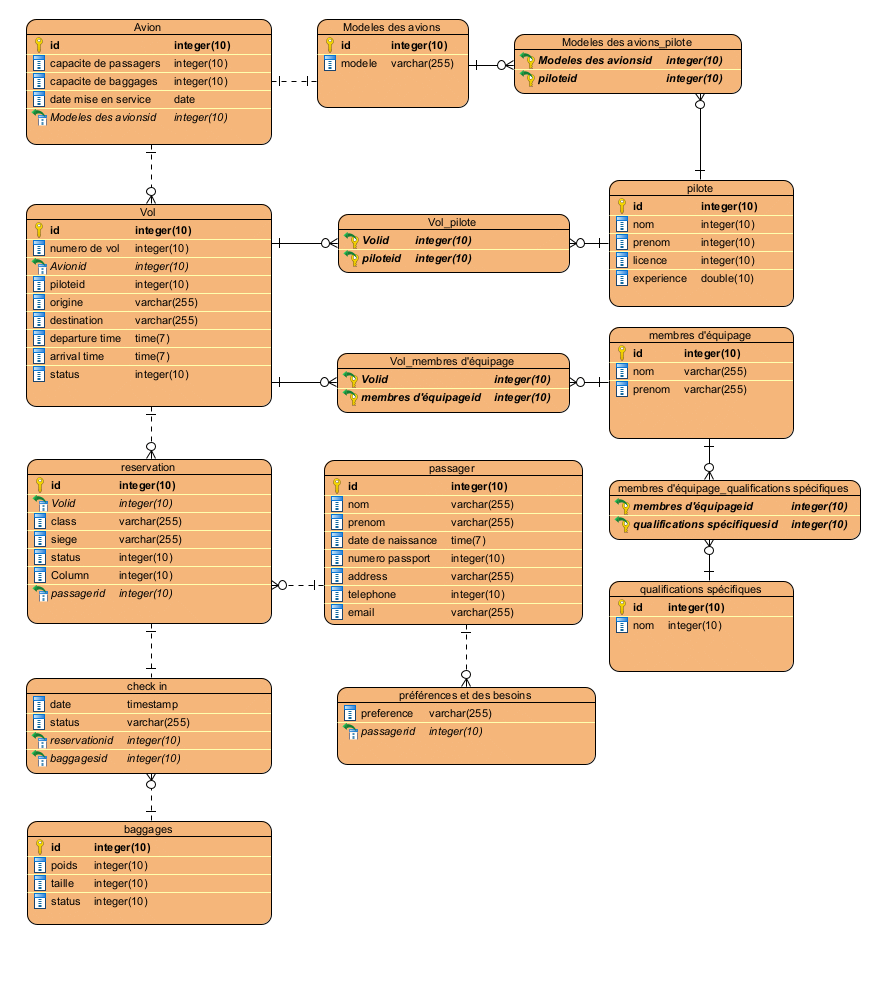 Avion
id integer(10)
capacite de passagers integer(10)
capacite de baggages integer(10)
date mise en service date
Modeles des avionsid integer(10)
Modeles des avions
id integer(10)
modele varchar(255)
Modeles des avions_pilote
Modeles des avionsid integer(10)
piloteid integer(10)
Vol
id integer(10)
numero de vol integer(10)
Avionid integer(10)
piloteid integer(10)
origine varchar(255)
destination varchar(255)
departure time time(7)
arrival time time(7)
status integer(10)
Vol_pilote
Volid integer(10)
piloteid integer(10)
pilote
id integer(10)
nom integer(10)
prenom integer(10)
licence integer(10)
experience double(10)
Vol_membres d'équipage
Volid integer(10)
membres d'équipageid integer(10)
membres d'équipage
id integer(10)
nom varchar(255)
prenom varchar(255)
reservation
id integer(10)
Volid integer(10)
class varchar(255)
siege varchar(255)
status integer(10)
Column integer(10)
passagerid integer(10)
passager
id integer(10)
nom varchar(255)
prenom varchar(255)
date de naissance time(7)
numero passport integer(10)
address varchar(255)
telephone integer(10)
email varchar(255)
membres d'équipage_qualifications spécifiques
membres d'équipageid integer(10)
qualifications spécifiquesid integer(10)
qualifications spécifiques
id integer(10)
nom integer(10)
check in
date timestamp
status varchar(255)
reservationid integer(10)
baggagesid integer(10)
préférences et des besoins
preference varchar(255)
passagerid integer(10)
baggages
id integer(10)
poids integer(10)
taille integer(10)
status integer(10)